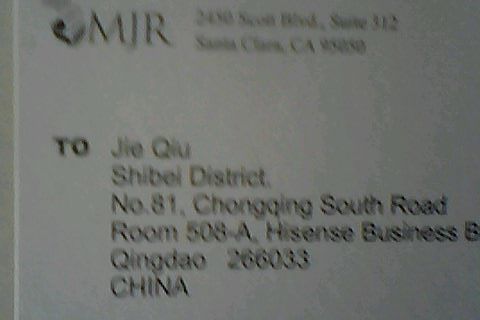 MJR
2450 Scott Blvd., Suite 312
Santa Clara, CA 95050
TO Jie Qiu
Shibei District,
No.81, Chongqing South Road
Room 508-A, Hisense Business B
Qingdao 266033
CHINA